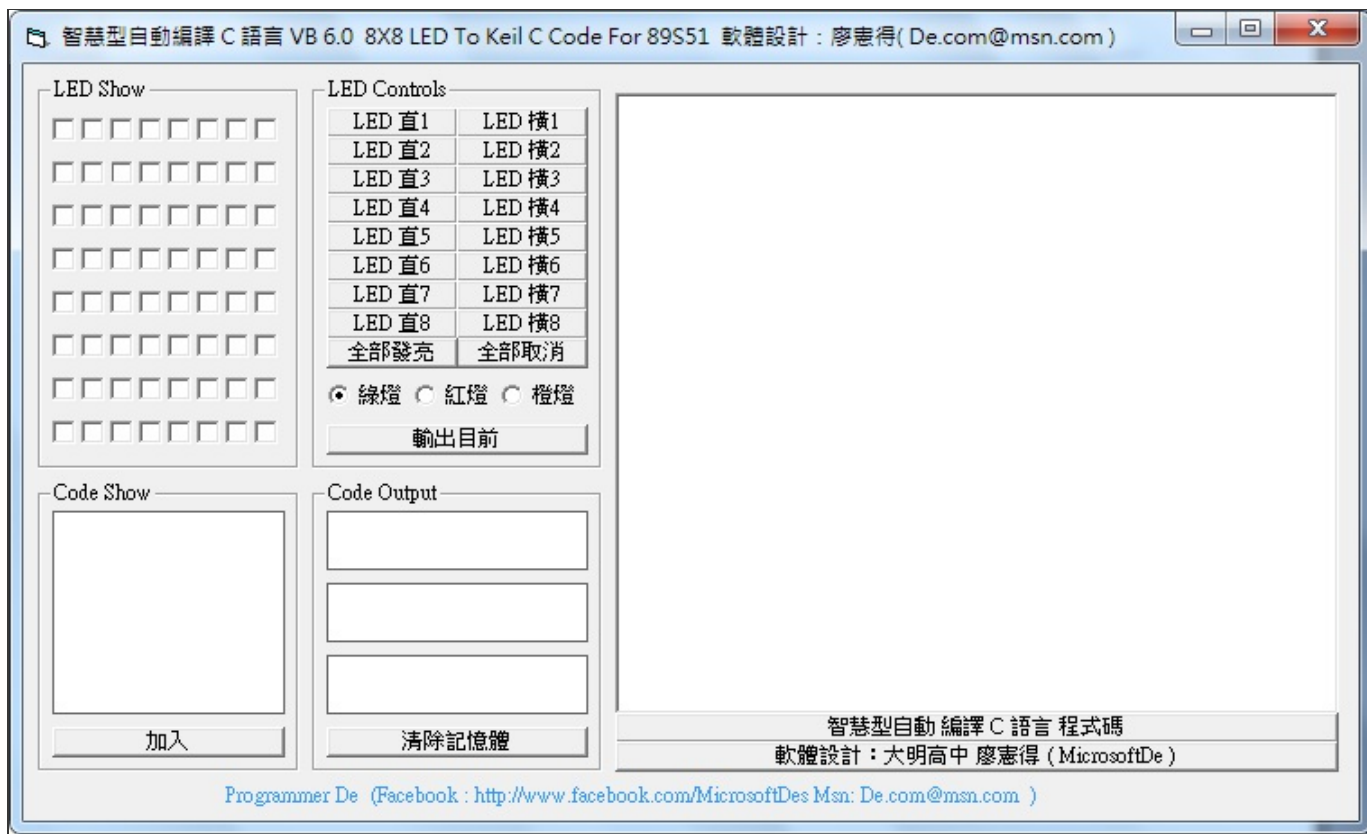 智慧型自動編譯 C 語言 VB 6.0 8X8 LED To Keil C Code For 89S51 軟體設計：廖憲得( De.com@msn.com )
LED Show
LED Controls
LED 直1 LED 橫1
LED 直2 LED 橫2
LED 直3 LED 橫3
LED 直4 LED 橫4
LED 直5 LED 橫5
LED 直6 LED 橫6
LED 直7 LED 橫7
LED 直8 LED 橫8
全部發亮 全部取消
綠燈 紅燈 橙燈
輸出目前
Code Show
加入
Code Output
清除記憶體
智慧型自動 編譯 C 語言 程式碼
軟體設計：大明高中 廖憲得 ( MicrosoftDe )
Programmer De (Facebook : http://www.facebook.com/MicrosoftDes Msn: De.com@msn.com )